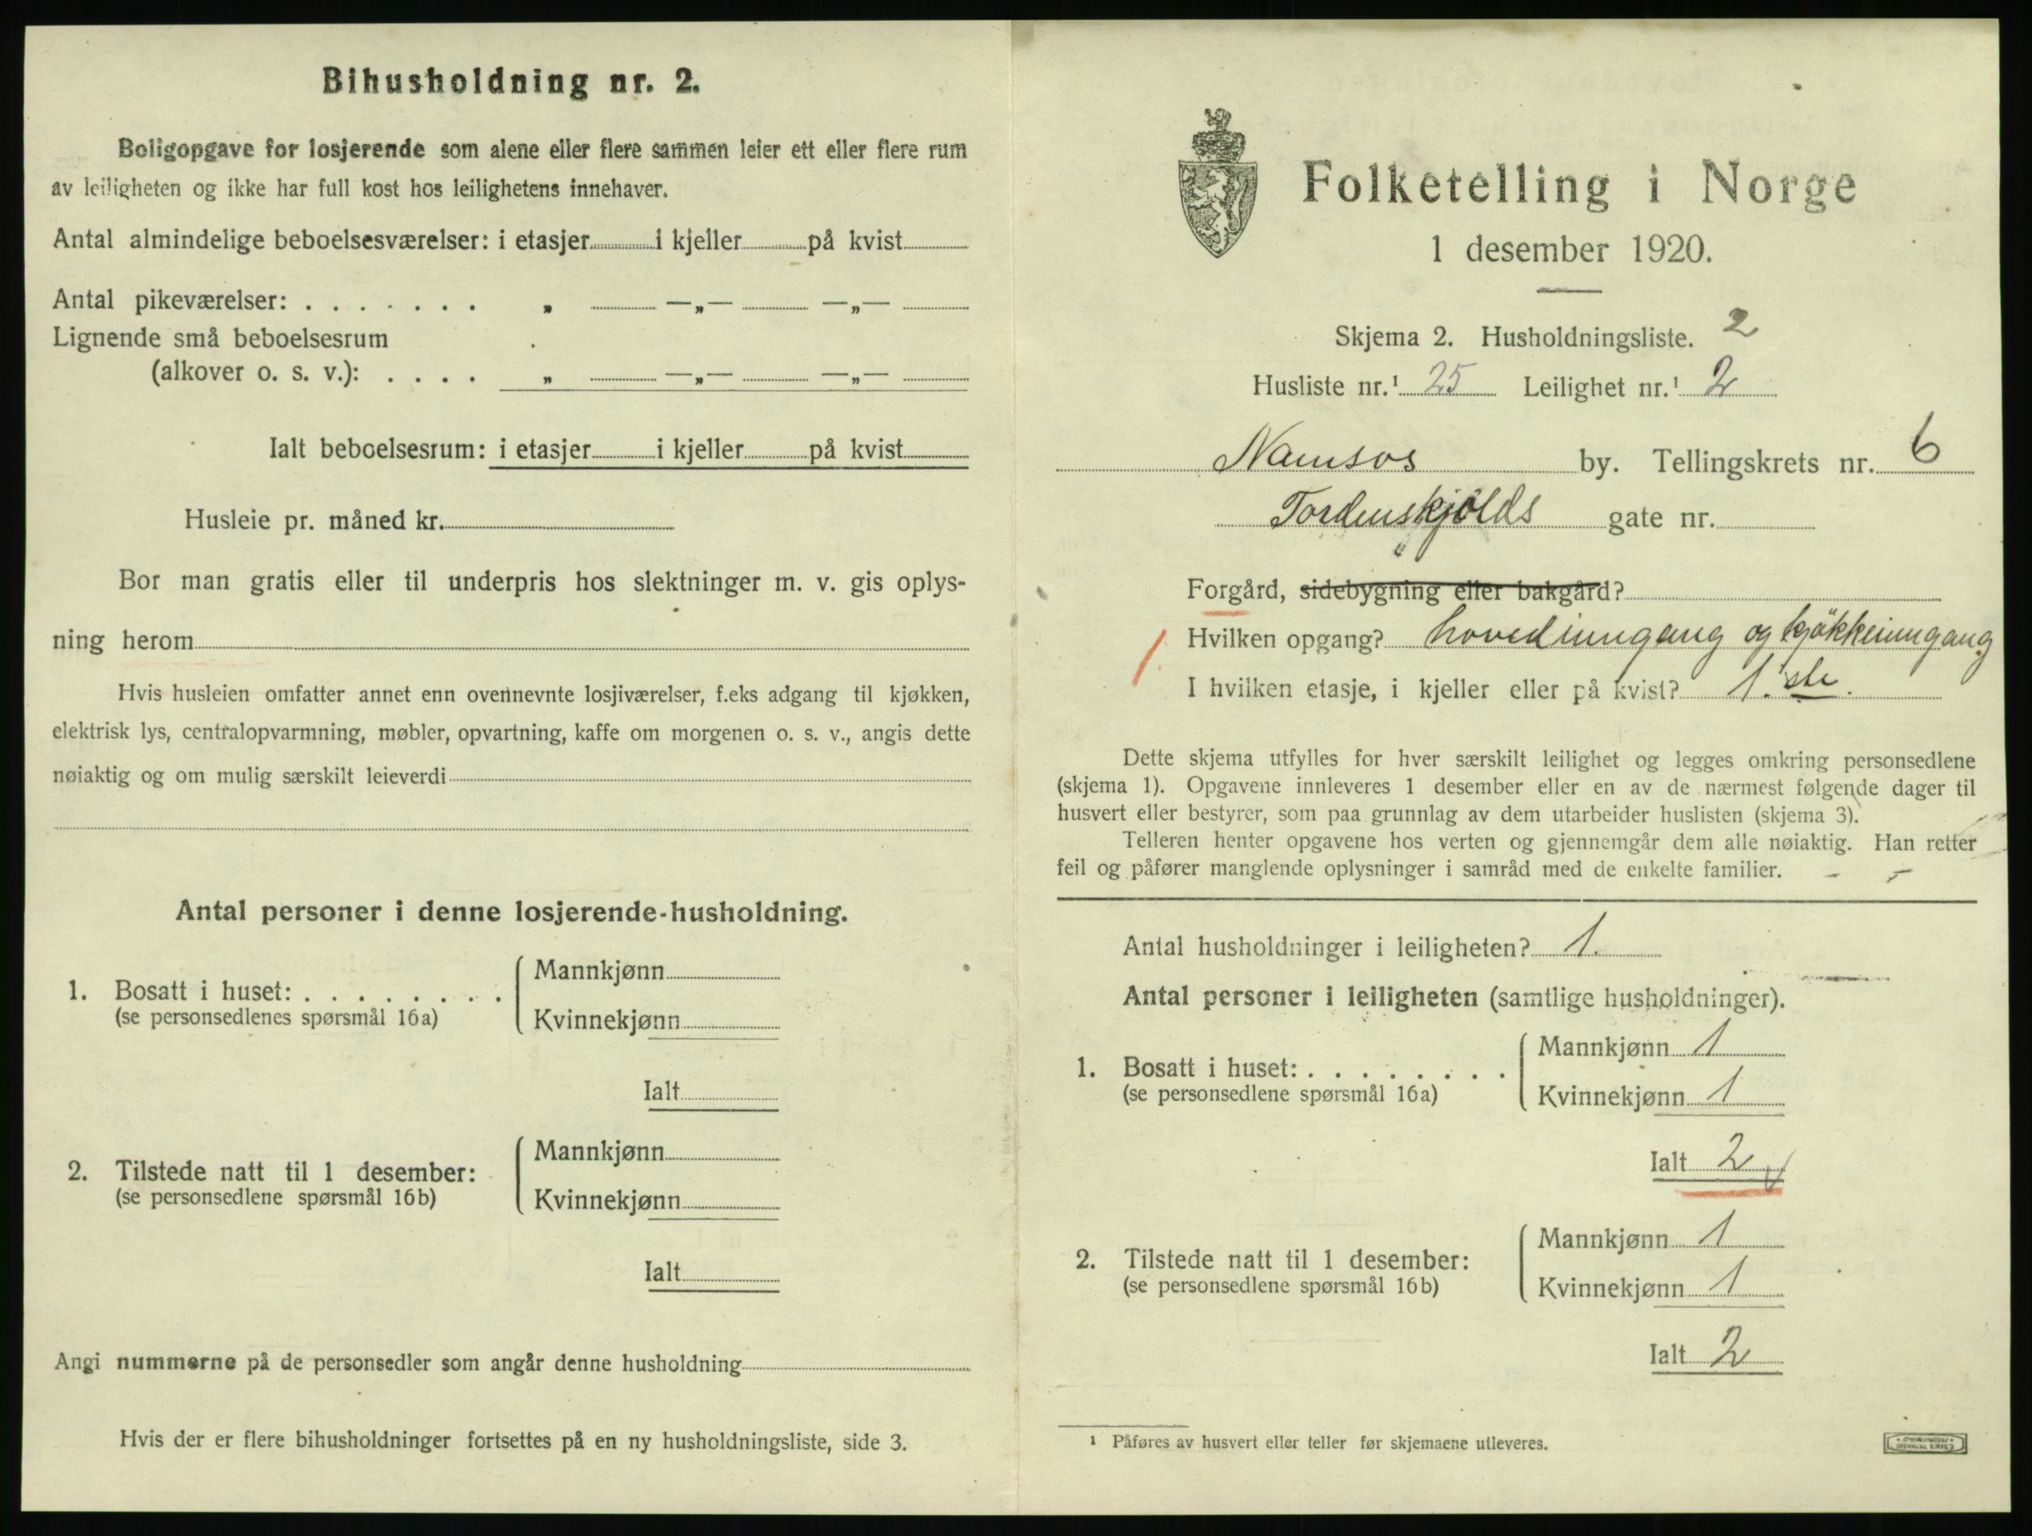 Bihusholdning nr. 2.
Boligopgave for losjerende som alene eller flere sammen leier ett eller flere rum
av leiligheten og ikke har full kost hos leilighetens innehaver.
Antal almindelige beboelsesværelser: i etasjer i kjeller på kvist
Antal pikeværelser: . . . . . . . „ —„— —„—
Lignende små beboelsesrum
(alkover o. s. v.): . . . . „ —„— —„—
Ialt beboelsesrum: i etasjer i kjeller på kvist
Husleie pr. måned kr.
Bor man gratis eller til underpris hos slektninger m. v. gis oplys-
ning herom
Hvis husleien omfatter annet enn ovennevnte losjiværelser, f.eks adgang til kjøkken,
elektrisk lys, centralopvarmning, møbler, opvartning, kaffe om morgenen o. s. v., angis dette
nøiaktig og om mulig særskilt leieverdi
Antal personer i denne losjerende-husholdning.
1. Bosatt i huset: . . . . . . . . Mannkjønn
(se personsedlenes spørsmål 16a) Kvinnekjønn
Ialt
2. Tilstede natt til 1 desember: Mannkjønn
(se personsedlene spørsmål 16b) Kvinnekjønn
Ialt
Angi nummerne på de personsedler som angår denne husholdning
Hvis der er flere bihusholdninger fortsettes på en ny husholdningsliste, side 3.
Folketelling i Norge
1 desember 1920.
Skjema 2. Husholdningsliste. 2
Husliste nr.¹ 25 Leilighet nr.¹ 2
Namsos by. Tellingskrets nr. 6
Tordenskjolds gate nr.
Forgård, sidebygning eller bakgård?
Hvilken opgang? hovedinngang og kjøkkeinngang
I hvilken etasje, i kjeller eller på kvist? 1.ste.
Dette skjema utfylles for hver særskilt leilighet og legges omkring personsedlene
(skjema 1). Opgavene innleveres 1 desember eller en av de nærmest følgende dager til
husvert eller bestyrer, som paa grunnlag av dem utarbeider huslisten (skjema 3).
Telleren henter opgavene hos verten og gjennemgår dem alle nøiaktig. Han retter
feil og påfører manglende oplysninger i samråd med de enkelte familier.
Antal husholdninger i leiligheten? 1.
Antal personer i leiligheten (samtlige husholdninger).
1. Bosatt i huset: . . . . . . . . Mannkjønn 1
(se personsedlene spørsmål 16a) Kvinnekjønn 1
Ialt 2
2. Tilstede natt til 1 desember: Mannkjønn 1
(se personsedlene spørsmål 16b) Kvinnekjønn 1
Ialt 2
¹ Påføres av husvert eller teller før skjemaene utleveres.